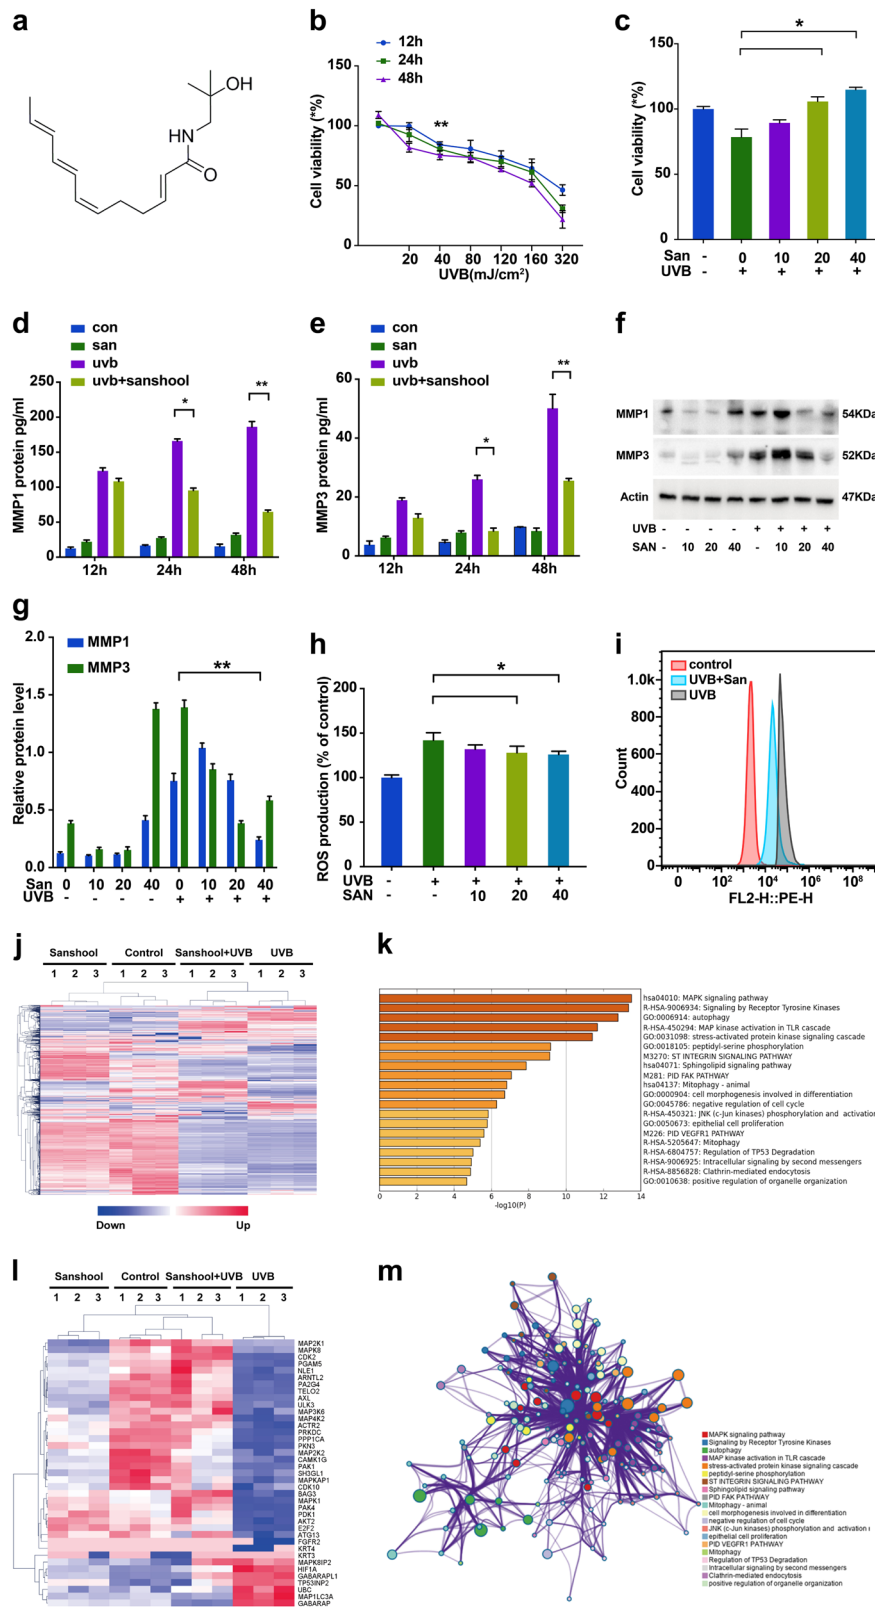 a
OH
HN
O
b
12h
24h
48h
Cell viability (*%)
150
100
50
0
**
20 40 80 120 160 320
UVB(mJ/cm²)
c
*
Cell viability (*%)
150
100
50
0
San - 0 10 20 40
UVB - + + + +
d
con
san
uvb
uvb+sanshool
MMP1 protein pg/ml
250
200
150
100
50
0
* **
12h 24h 48h
e
con
san
uvb
uvb+sanshool
MMP3 protein pg/ml
60
40
20
0
* **
12h 24h 48h
f
MMP1 54KDa
MMP3 52KDa
Actin 47KDa
UVB - - - - + + + +
SAN - 10 20 40 - 10 20 40
g
MMP1
MMP3
Relative protein level
2.0
1.5
1.0
0.5
0.0
**
San 0 10 20 40 0 10 20 40
UVB - - - - + + + +
h
*
ROS production (% of control)
200
150
100
50
0
UVB - + + + +
SAN - - 10 20 40
i
control
UVB+San
UVB
Count
1.0k
800
600
400
200
0
0 10² 10⁴ 10⁶ 10⁸
FL2-H::PE-H
j
Sanshool Control Sanshool+UVB UVB
1 2 3 1 2 3 1 2 3 1 2 3
Down Up
k
hsa04010: MAPK signaling pathway
R-HSA-9006934: Signaling by Receptor Tyrosine Kinases
GO:0006914: autophagy
R-HSA-450294: MAP kinase activation in TLR cascade
GO:0031098: stress-activated protein kinase signaling cascade
GO:0018105: peptidyl-serine phosphorylation
M3270: ST INTEGRIN SIGNALING PATHWAY
hsa04071: Sphingolipid signaling pathway
M281: PID FAK PATHWAY
hsa04137: Mitophagy - animal
GO:0000904: cell morphogenesis involved in differentiation
GO:0045786: negative regulation of cell cycle
R-HSA-450321: JNK (c-Jun kinases) phosphorylation and activation
GO:0050673: epithelial cell proliferation
M226: PID VEGFR1 PATHWAY
R-HSA-5205647: Mitophagy
R-HSA-6804757: Regulation of TP53 Degradation
R-HSA-9006925: Intracellular signaling by second messengers
R-HSA-8856828: Clathrin-mediated endocytosis
GO:0010638: positive regulation of organelle organization
0 2 4 6 8 10 12 14
-log10(P)
l
Sanshool Control Sanshool+UVB UVB
1 2 3 1 2 3 1 2 3 1 2 3
MAP2K1
MAPK8
CDK2
PGAM5
NLE1
ARNTL2
PA2G4
TELO2
AXL
ULK3
MAP3K6
MAP4K2
ACTR2
PRKDC
PPP1CA
PKN3
MAP2K2
CAMK1G
PAK1
SH3GL1
MAPKAP1
CDK10
BAG3
MAPK1
PAK4
PDK1
AKT2
E2F2
ATG13
FGFR2
KRT4
KRT3
MAPK8IP2
HIF1A
GABARAPL1
TP53INP2
UBC
MAP1LC3A
GABARAP
m
MAPK signaling pathway
Signaling by Receptor Tyrosine Kinases
autophagy
MAP kinase activation in TLR cascade
stress-activated protein kinase signaling cascade
peptidyl-serine phosphorylation
ST INTEGRIN SIGNALING PATHWAY
Sphingolipid signaling pathway
PID FAK PATHWAY
Mitophagy - animal
cell morphogenesis involved in differentiation
negative regulation of cell cycle
JNK (c-Jun kinases) phosphorylation and activation
epithelial cell proliferation
PID VEGFR1 PATHWAY
Mitophagy
Regulation of TP53 Degradation
Intracellular signaling by second messengers
Clathrin-mediated endocytosis
positive regulation of organelle organization